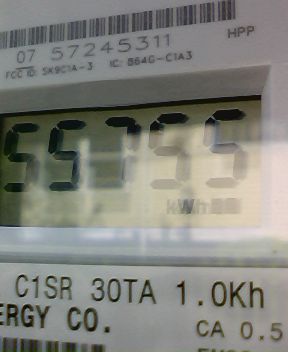 07 57245311 HPP
FCC ID: SK9C1A-3 IC: 864G-C1A3
55755
kWh
C1SR 30TA 1.0Kh
ERGY CO.
CA 0.5